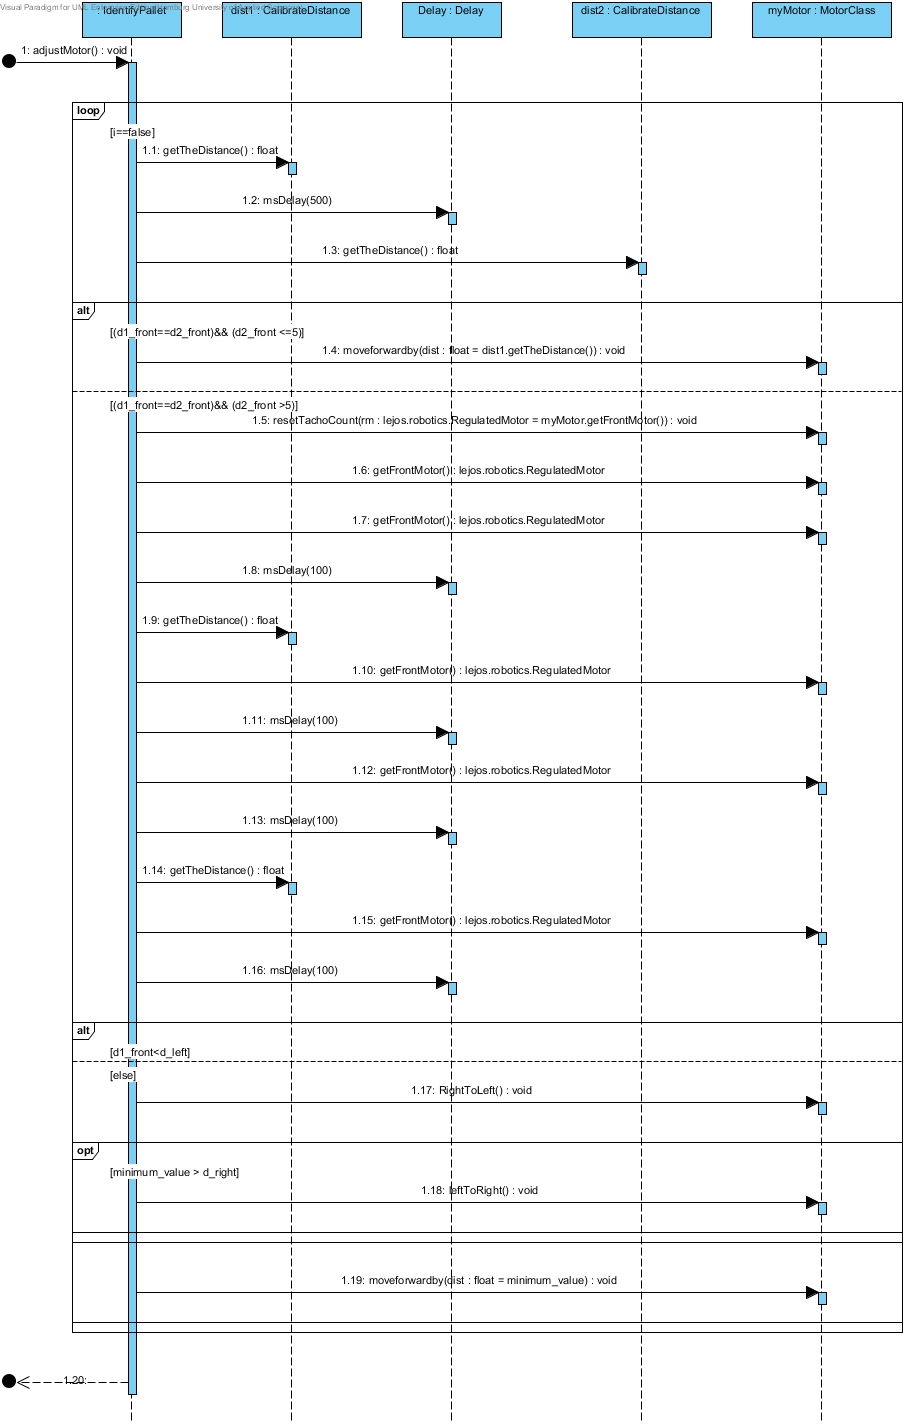 Visual Paradigm for UML
: IdentifyPallet
dist1 : CalibrateDistance
Delay : Delay
dist2 : CalibrateDistance
myMotor : MotorClass
1: adjustMotor() : void
loop
[i==false]
1.1: getTheDistance() : float
1.2: msDelay(500)
1.3: getTheDistance() : float
alt
[(d1_front==d2_front)&& (d2_front <=5)]
1.4: moveforwardby(dist : float = dist1.getTheDistance()) : void
[(d1_front==d2_front)&& (d2_front >5)]
1.5: resetTachoCount(rm : lejos.robotics.RegulatedMotor = myMotor.getFrontMotor()) : void
1.6: getFrontMotor() : lejos.robotics.RegulatedMotor
1.7: getFrontMotor() : lejos.robotics.RegulatedMotor
1.8: msDelay(100)
1.9: getTheDistance() : float
1.10: getFrontMotor() : lejos.robotics.RegulatedMotor
1.11: msDelay(100)
1.12: getFrontMotor() : lejos.robotics.RegulatedMotor
1.13: msDelay(100)
1.14: getTheDistance() : float
1.15: getFrontMotor() : lejos.robotics.RegulatedMotor
1.16: msDelay(100)
alt
[d1_front<d_left]
[else]
1.17: RightToLeft() : void
opt
[minimum_value > d_right]
1.18: leftToRight() : void
1.19: moveforwardby(dist : float = minimum_value) : void
1.20: